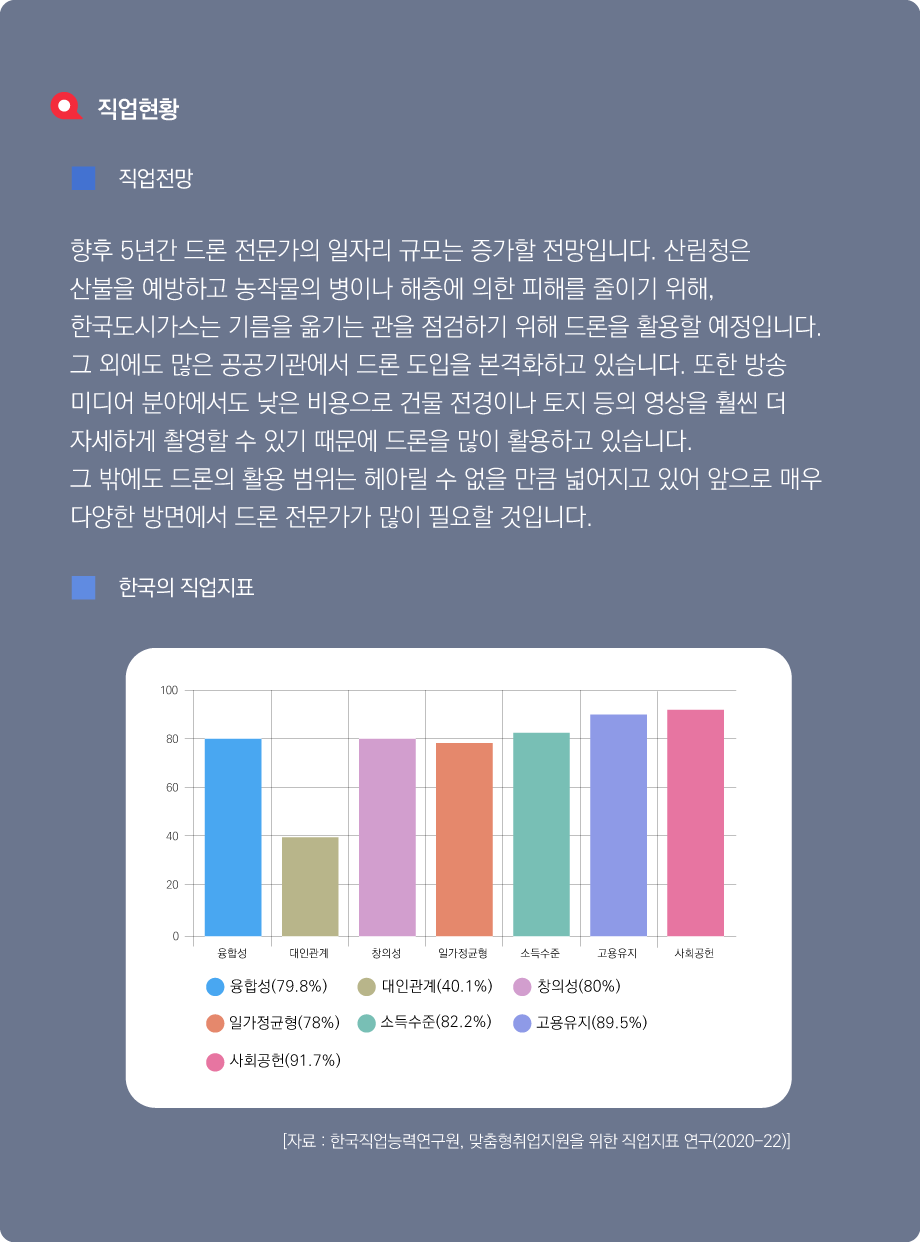 직업현황
직업전망
향후 5년간 드론 전문가의 일자리 규모는 증가할 전망입니다. 산림청은
산불을 예방하고 농작물의 병이나 해충에 의한 피해를 줄이기 위해,
한국도시가스는 기름을 옮기는 관을 점검하기 위해 드론을 활용할 예정입니다.
그 외에도 많은 공공기관에서 드론 도입을 본격화하고 있습니다. 또한 방송
미디어 분야에서도 낮은 비용으로 건물 전경이나 토지 등의 영상을 훨씬 더
자세하게 촬영할 수 있기 때문에 드론을 많이 활용하고 있습니다.
그 밖에도 드론의 활용 범위는 헤아릴 수 없을 만큼 넓어지고 있어 앞으로 매우
다양한 방면에서 드론 전문가가 많이 필요할 것입니다.
한국의 직업지표
100
80
60
40
20
0
융합성 대인관계 창의성 일가정균형 소득수준 고용유지 사회공헌
융합성(79.8%) 대인관계(40.1%) 창의성(80%)
일가정균형(78%) 소득수준(82.2%) 고용유지(89.5%)
사회공헌(91.7%)
[자료 : 한국직업능력연구원, 맞춤형취업지원을 위한 직업지표 연구(2020-22)]